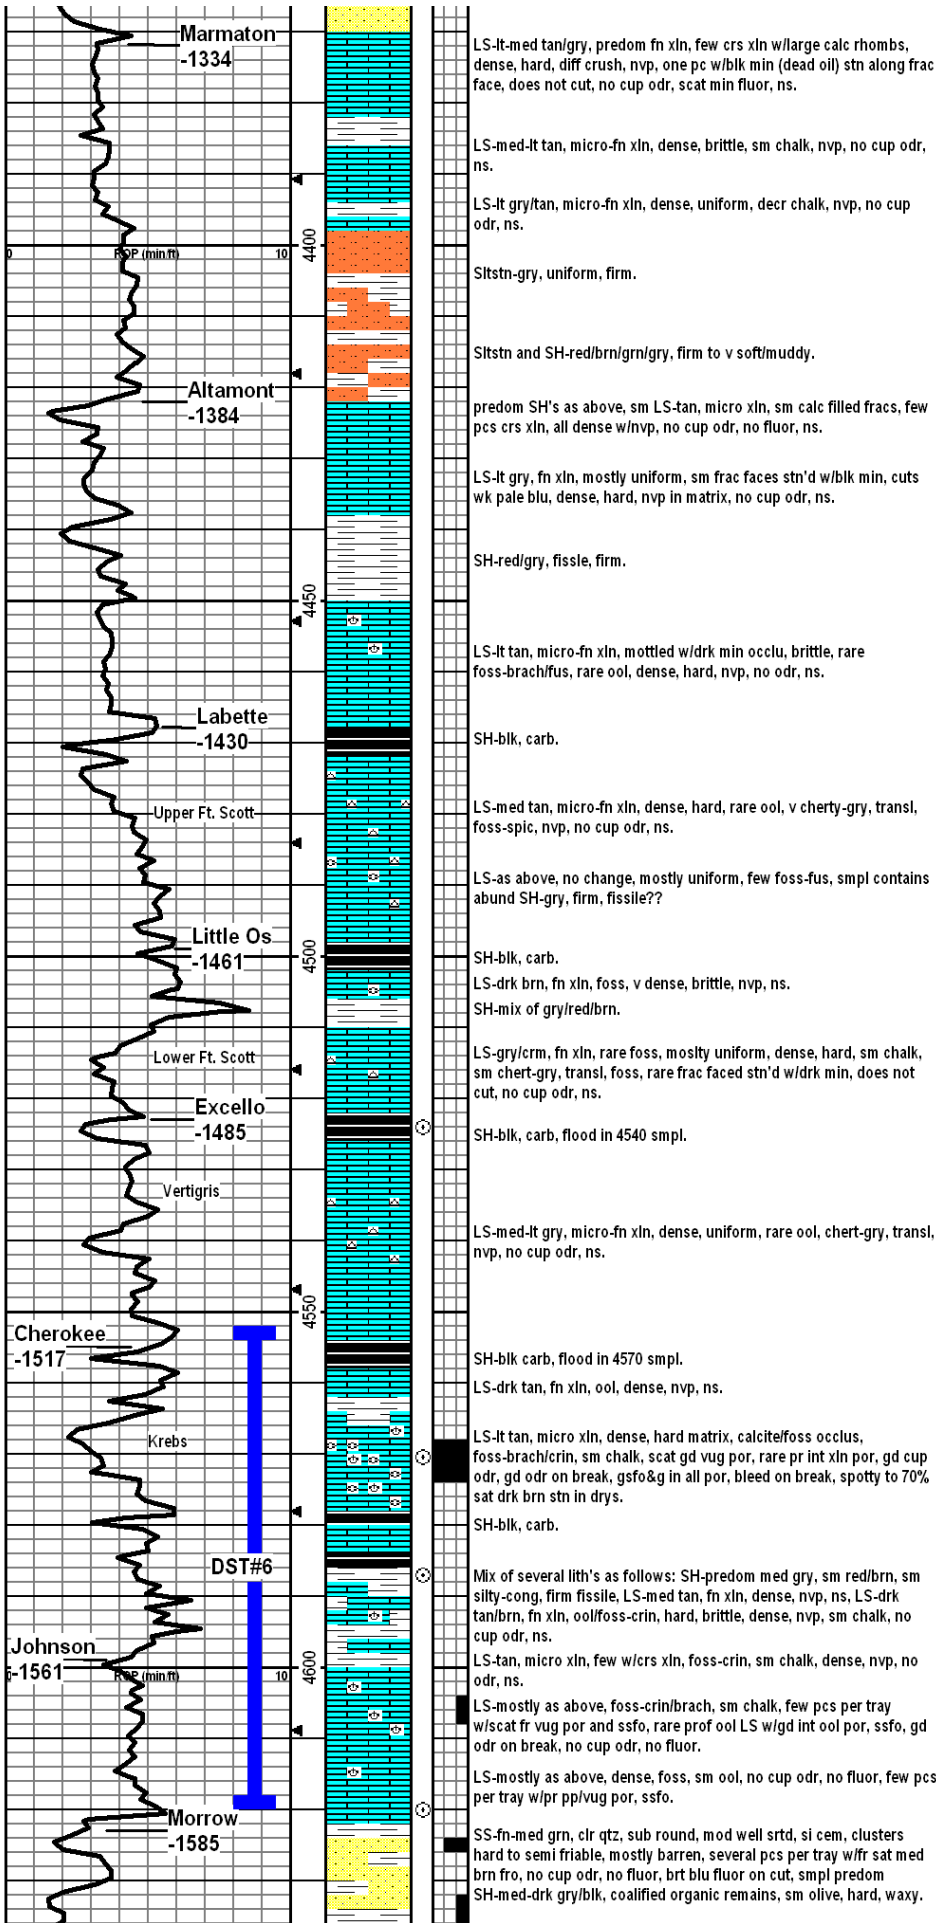 Marmaton
-1334
LS-lt-med tan/gry, predom fn xln, few crs xln w/large calc rhombs,
dense, hard, diff crush, nvp, one pc w/blk min (dead oil) stn along frac
face, does not cut, no cup odr, scat min fluor, ns.
LS-med-lt tan, micro-fn xln, dense, brittle, sm chalk, nvp, no cup odr,
ns.
LS-lt gry/tan, micro-fn xln, dense, uniform, decr chalk, nvp, no cup
odr, ns.
0 ROP (min/ft) 10
4400
Sltstn-gry, uniform, firm.
Sltstn and SH-red/brn/grn/gry, firm to v soft/muddy.
Altamont
-1384
predom SH's as above, sm LS-tan, micro xln, sm calc filled fracs, few
pcs crs xln, all dense w/nvp, no cup odr, no fluor, ns.
LS-lt gry, fn xln, mostly uniform, sm frac faces stn'd w/blk min, cuts
wk pale blu, dense, hard, nvp in matrix, no cup odr, ns.
SH-red/gry, fissle, firm.
4450
LS-lt tan, micro-fn xln, mottled w/drk min occlu, brittle, rare
foss-brach/fus, rare ool, dense, hard, nvp, no odr, ns.
Labette
-1430
SH-blk, carb.
Upper Ft. Scott
LS-med tan, micro-fn xln, dense, hard, rare ool, v cherty-gry, transl,
foss-spic, nvp, no cup odr, ns.
LS-as above, no change, mostly uniform, few foss-fus, smpl contains
abund SH-gry, firm, fissile??
Little Os
-1461
4500
SH-blk, carb.
LS-drk brn, fn xln, foss, v dense, brittle, nvp, ns.
SH-mix of gry/red/brn.
Lower Ft. Scott
LS-gry/crm, fn xln, rare foss, moslty uniform, dense, hard, sm chalk,
sm chert-gry, transl, foss, rare frac faced stn'd w/drk min, does not
cut, no cup odr, ns.
Excello
-1485
SH-blk, carb, flood in 4540 smpl.
Vertigris
LS-med-lt gry, micro-fn xln, dense, uniform, rare ool, chert-gry, transl,
nvp, no cup odr, ns.
4550
Cherokee
-1517
SH-blk carb, flood in 4570 smpl.
LS-drk tan, fn xln, ool, dense, nvp, ns.
Krebs
LS-lt tan, micro xln, dense, hard matrix, calcite/foss occlus,
foss-brach/crin, sm chalk, scat gd vug por, rare pr int xln por, gd cup
odr, gd odr on break, gsfo&g in all por, bleed on break, spotty to 70%
sat drk brn stn in drys.
SH-blk, carb.
DST#6
Mix of several lith's as follows: SH-predom med gry, sm red/brn, sm
silty-cong, firm fissile, LS-med tan, fn xln, dense, nvp, ns, LS-drk
tan/brn, fn xln, ool/foss-crin, hard, brittle, dense, nvp, sm chalk, no
cup odr, ns.
Johnson
-1561
LS-tan, micro xln, few w/crs xln, foss-crin, sm chalk, dense, nvp, no
odr, ns.
ROP (min/ft) 10
4600
LS-mostly as above, foss-crin/brach, sm chalk, few pcs per tray
w/scat fr vug por and ssfo, rare prof ool LS w/gd int ool por, ssfo, gd
odr on break, no cup odr, no fluor.
LS-mostly as above, dense, foss, sm ool, no cup odr, no fluor, few pcs
per tray w/pr pp/vug por, ssfo.
Morrow
-1585
SS-fn-med grn, clr qtz, sub round, mod well srtd, si cem, clusters
hard to semi friable, mostly barren, several pcs per tray w/fr sat med
brn fro, no cup odr, no fluor, brt blu fluor on cut, smpl predom
SH-med-drk gry/blk, coalified organic remains, sm olive, hard, waxy.